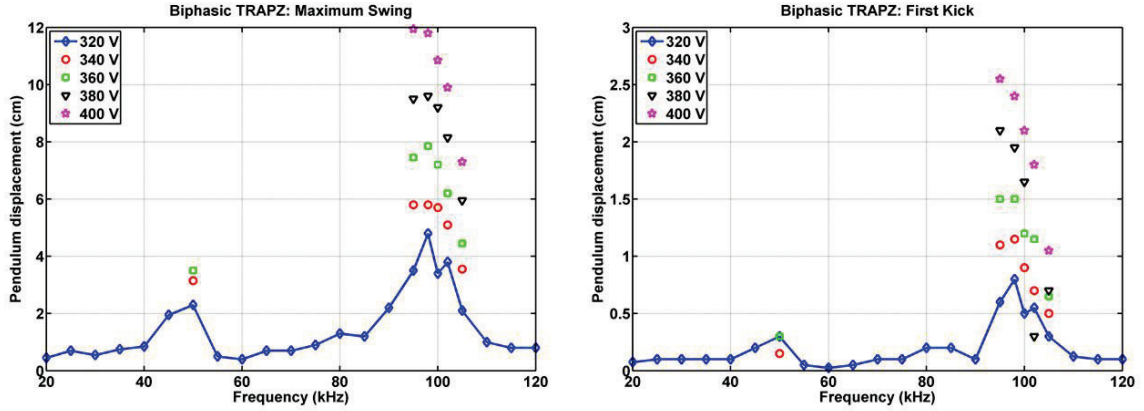 Biphasic TRAPZ: Maximum Swing
12
10
8
6
4
2
0
Pendulum displacement (cm)
320 V
340 V
360 V
380 V
400 V
20
40
60
80
100
120
Frequency (kHz)
Biphasic TRAPZ: First Kick
3
2.5
2
1.5
1
0.5
0
Pendulum displacement (cm)
320 V
340 V
360 V
380 V
400 V
20
40
60
80
100
120
Frequency (kHz)